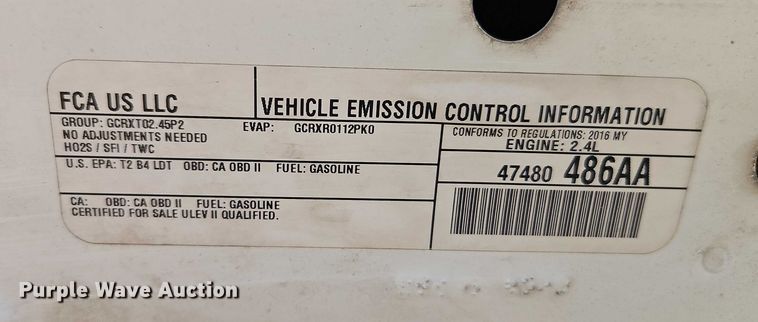 FCA US LLC
VEHICLE EMISSION CONTROL INFORMATION
GROUP: GCRXT02.45P2 EVAP: GCRXR0112PK0
NO ADJUSTMENTS NEEDED
HO2S / SFI / TWC
CONFORMS TO REGULATIONS: 2016 MY
ENGINE: 2.4L
U.S. EPA: T2 B4 LDT OBD: CA OBD II FUEL: GASOLINE
47480 486AA
CA: OBD: CA OBD II FUEL: GASOLINE
CERTIFIED FOR SALE ULEV II QUALIFIED.
Purple Wave Auction